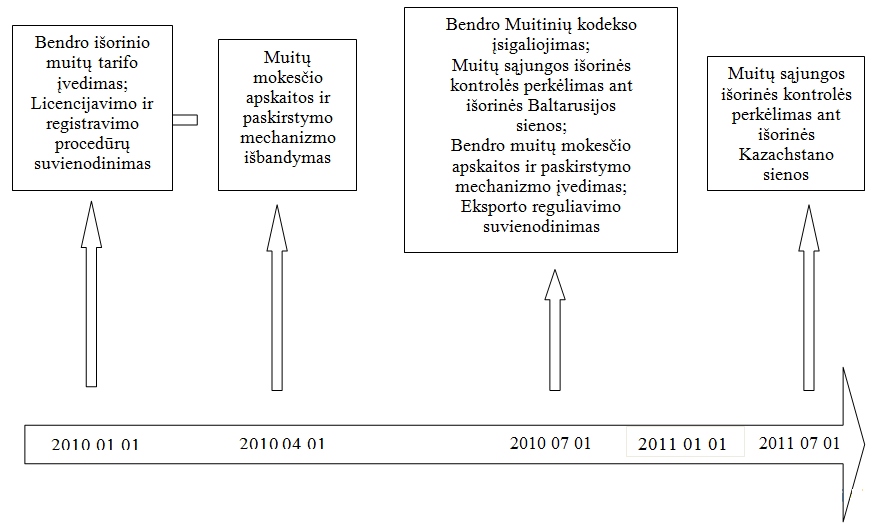 Bendro išorinio
muitų tarifo
įvedimas;
Licencijavimo ir
registravimo
procedūrų
suvienodinimas
Muitų
mokesčio
apskaitos ir
paskirstymo
mechanizmo
išbandymas
Bendro Muitinių kodekso
įsigaliojimas;
Muitų sąjungos išorinės
kontrolės perkėlimas ant
išorinės Baltarusijos
sienos;
Bendro muitų mokesčio
apskaitos ir paskirstymo
mechanizmo įvedimas;
Eksporto reguliavimo
suvienodinimas
Muitų sąjungos
išorinės kontrolės
perkėlimas ant
išorinės
Kazachstano
sienos
2010 01 01
2010 04 01
2010 07 01
2011 01 01
2011 07 01